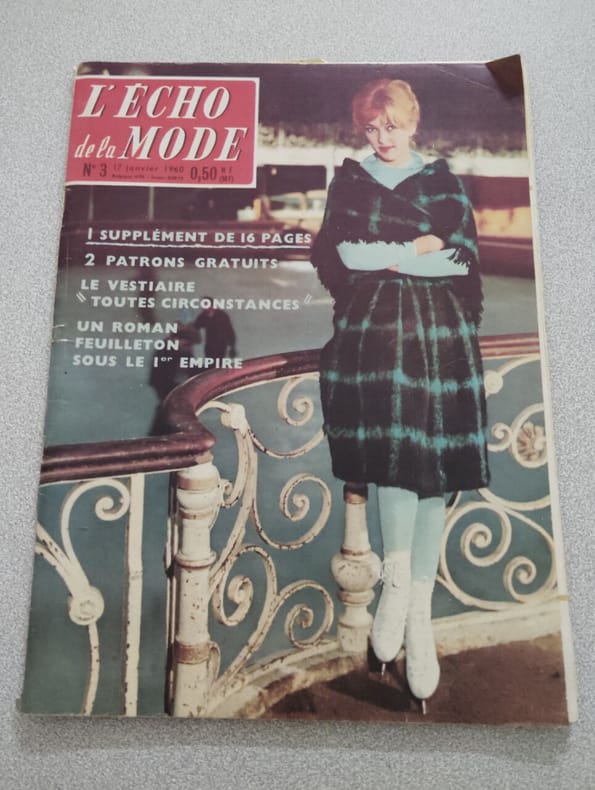 L'ÉCHO
de la MODE
N° 3 17 janvier 1960 0,50 NF
1 SUPPLÉMENT DE 16 PAGES
2 PATRONS GRATUITS
LE VESTIAIRE
"TOUTES CIRCONSTANCES"
UN ROMAN
FEUILLETON
SOUS LE 1er EMPIRE